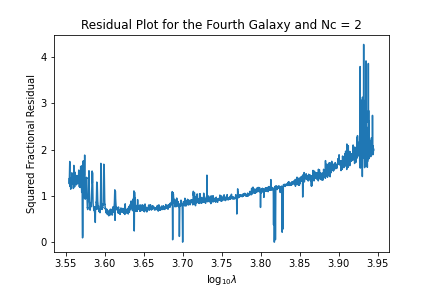 Residual Plot for the Fourth Galaxy and Nc = 2
Squared Fractional Residual
4
3
2
1
0
3.55 3.60 3.65 3.70 3.75 3.80 3.85 3.90 3.95
log₁₀λ